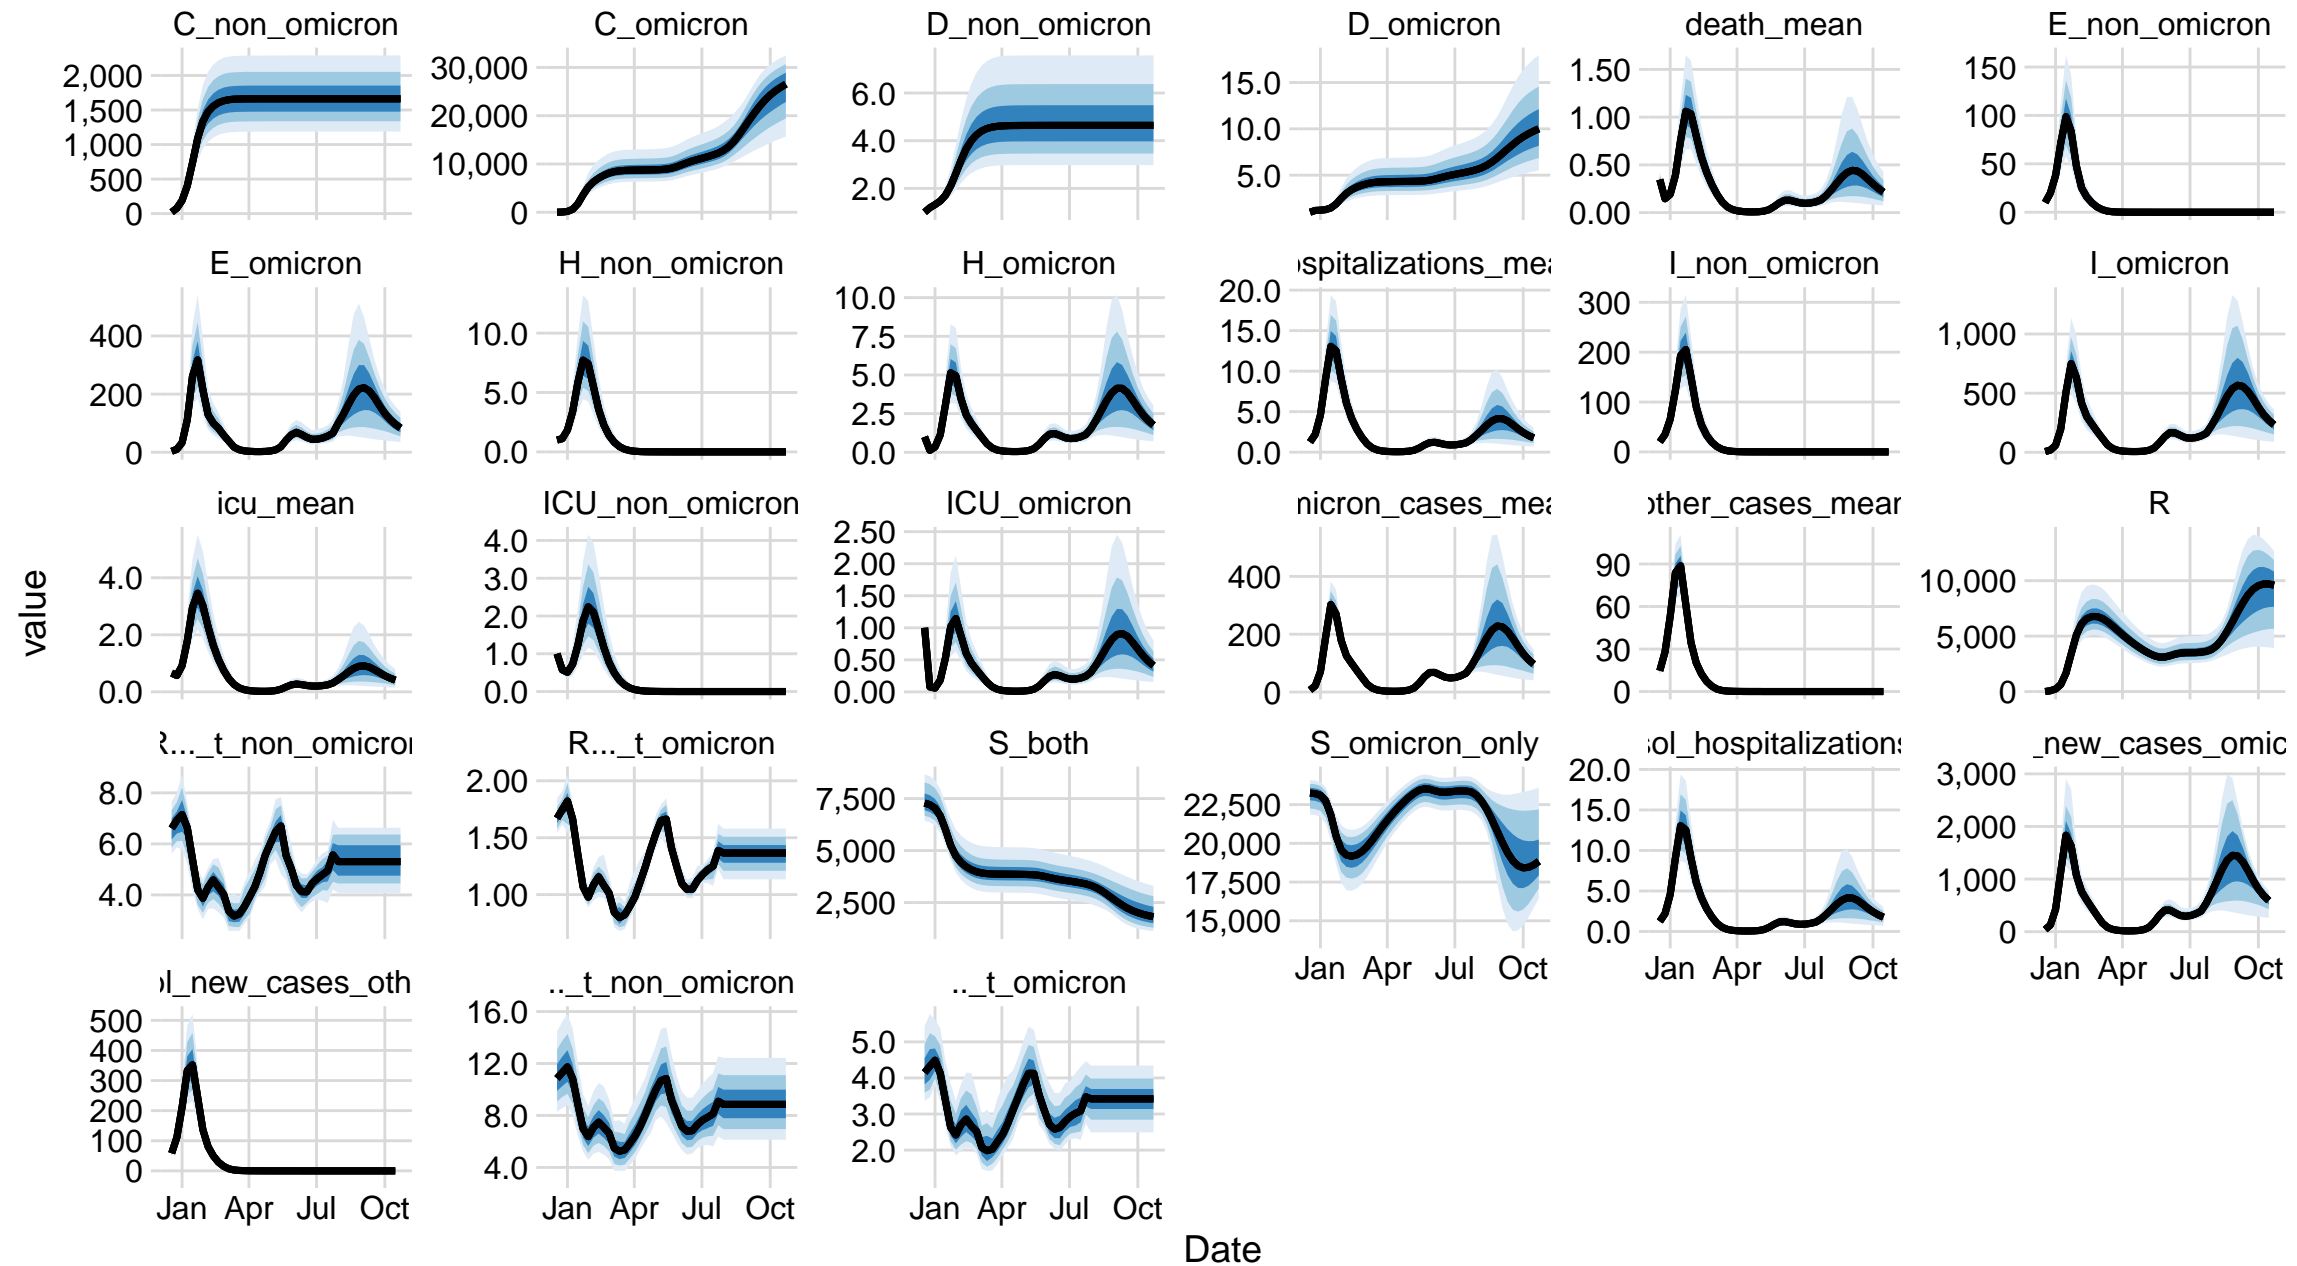 C_non_omicron C_omicron D_non_omicron D_omicron death_mean E_non_omicron
2,000 1,500 1,000 500 0
30,000 20,000 10,000 0
6.0 4.0 2.0
15.0 10.0 5.0
1.50 1.00 0.50 0.00
150 100 50 0
E_omicron H_non_omicron H_omicron ospitalizations_mea I_non_omicron I_omicron
400 200 0
10.0 5.0 0.0
10.0 7.5 5.0 2.5 0.0
20.0 15.0 10.0 5.0 0.0
300 200 100 0
1,000 500 0
icu_mean ICU_non_omicron ICU_omicron micron_cases_mea other_cases_mean R
4.0 2.0 0.0
4.0 3.0 2.0 1.0 0.0
2.50 2.00 1.50 1.00 0.50 0.00
400 200 0
90 60 30 0
10,000 5,000 0
value
R..._t_non_omicron R..._t_omicron S_both S_omicron_only sol_hospitalizations _new_cases_omic
8.0 6.0 4.0
2.00 1.50 1.00
7,500 5,000 2,500
22,500 20,000 17,500 15,000
20.0 15.0 10.0 5.0 0.0
3,000 2,000 1,000 0
Jan Apr Jul Oct Jan Apr Jul Oct Jan Apr Jul Oct
ol_new_cases_oth .._t_non_omicron .._t_omicron
500 400 300 200 100 0
16.0 12.0 8.0 4.0
5.0 4.0 3.0 2.0
Jan Apr Jul Oct Jan Apr Jul Oct Jan Apr Jul Oct
Date